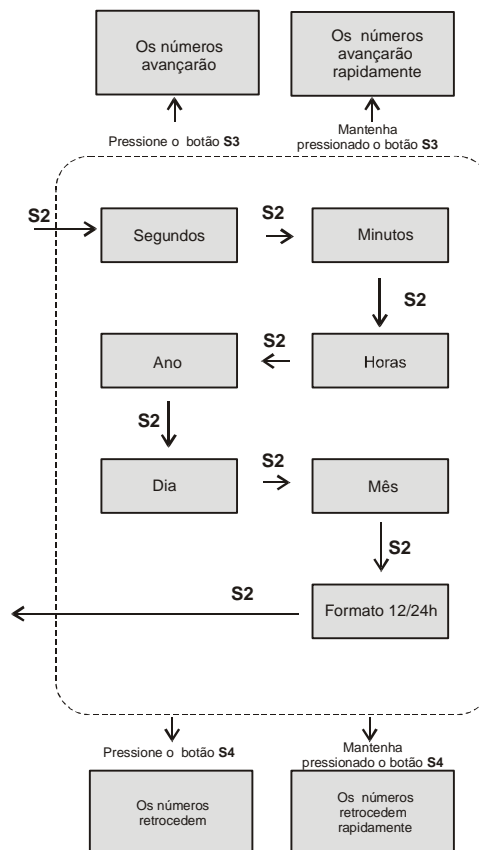 Os números
avançarão
Os números
avançarão
rapidamente
Pressione o botão S3
Mantenha
pressionado o botão S3
S2
Segundos
S2
Minutos
S2
Ano
S2
Horas
S2
Dia
S2
Mês
S2
S2
Formato 12/24h
Pressione o botão S4
Mantenha
pressionado o botão S4
Os números
retrocedem
Os números
retrocedem
rapidamente